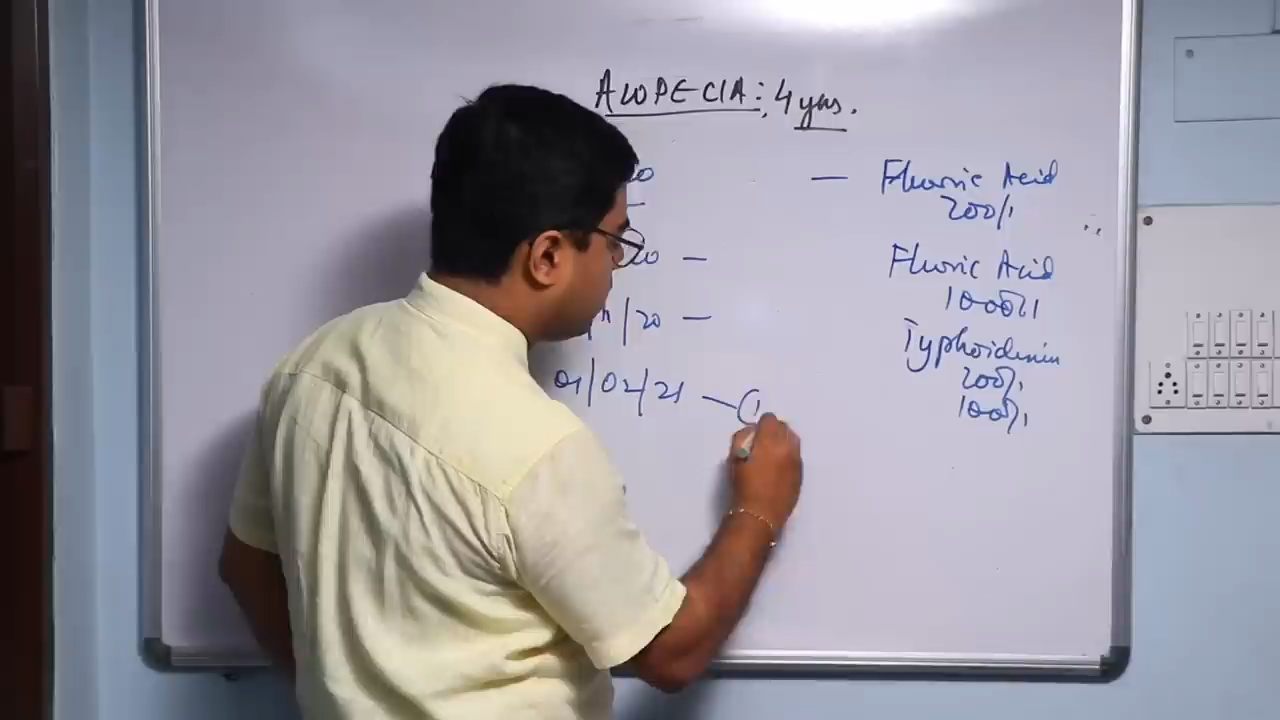 ALOPECIA: 4 yrs.
20 — Fluoric Acid
200/1
20 — Fluoric Acid
1000/1
/20 — Typhoidinin
200/1
100/1
01/02/21 —